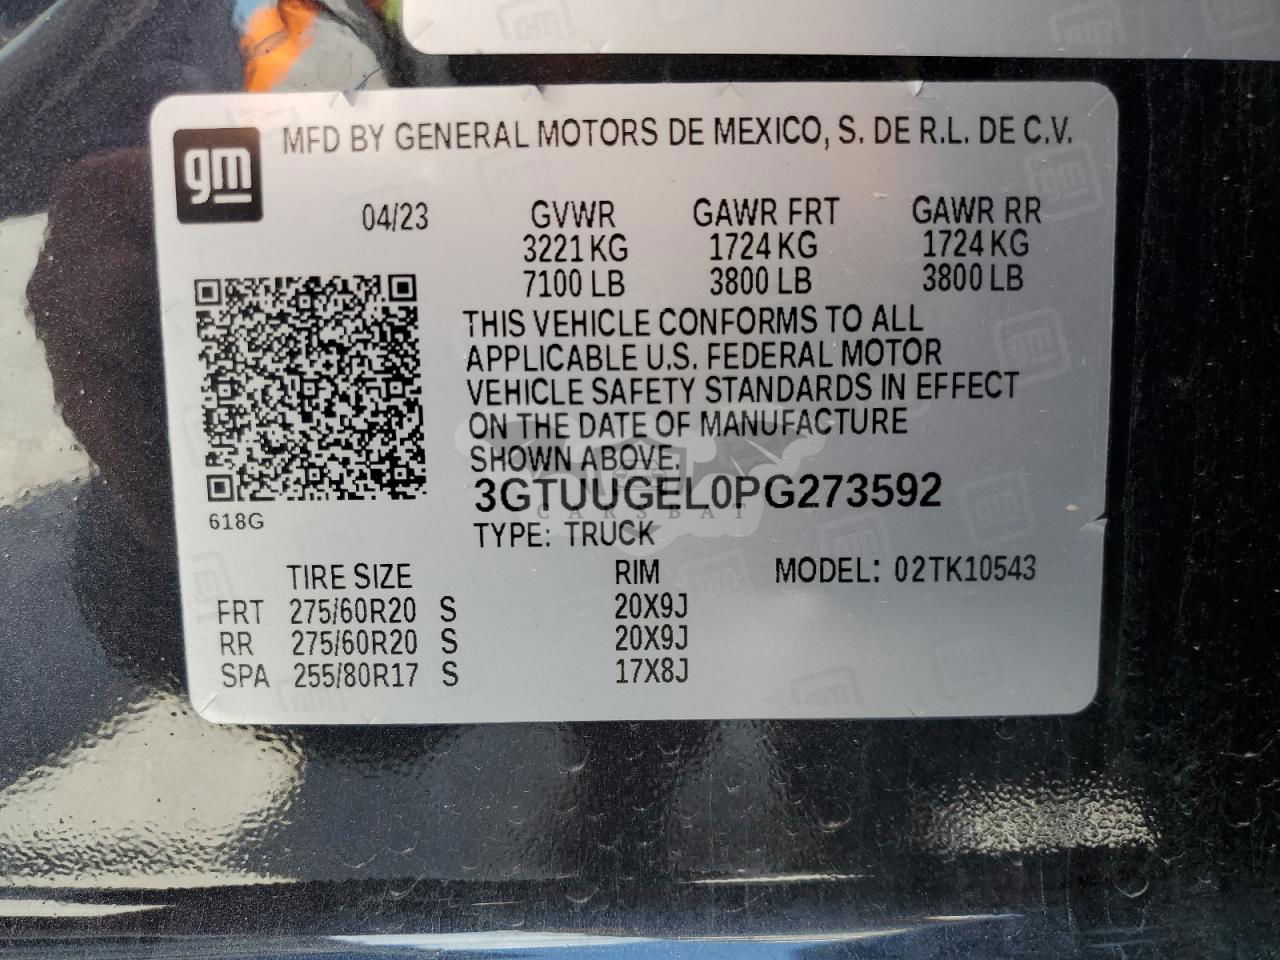 gm
MFD BY GENERAL MOTORS DE MEXICO, S. DE R.L. DE C.V.
04/23 GVWR GAWR FRT GAWR RR
3221 KG 1724 KG 1724 KG
7100 LB 3800 LB 3800 LB
THIS VEHICLE CONFORMS TO ALL
APPLICABLE U.S. FEDERAL MOTOR
VEHICLE SAFETY STANDARDS IN EFFECT
ON THE DATE OF MANUFACTURE
SHOWN ABOVE.
3GTUUGEL0PG273592
CARSBAT
618G
TYPE: TRUCK
TIRE SIZE RIM MODEL: 02TK10543
FRT 275/60R20 S 20X9J
RR 275/60R20 S 20X9J
SPA 255/80R17 S 17X8J